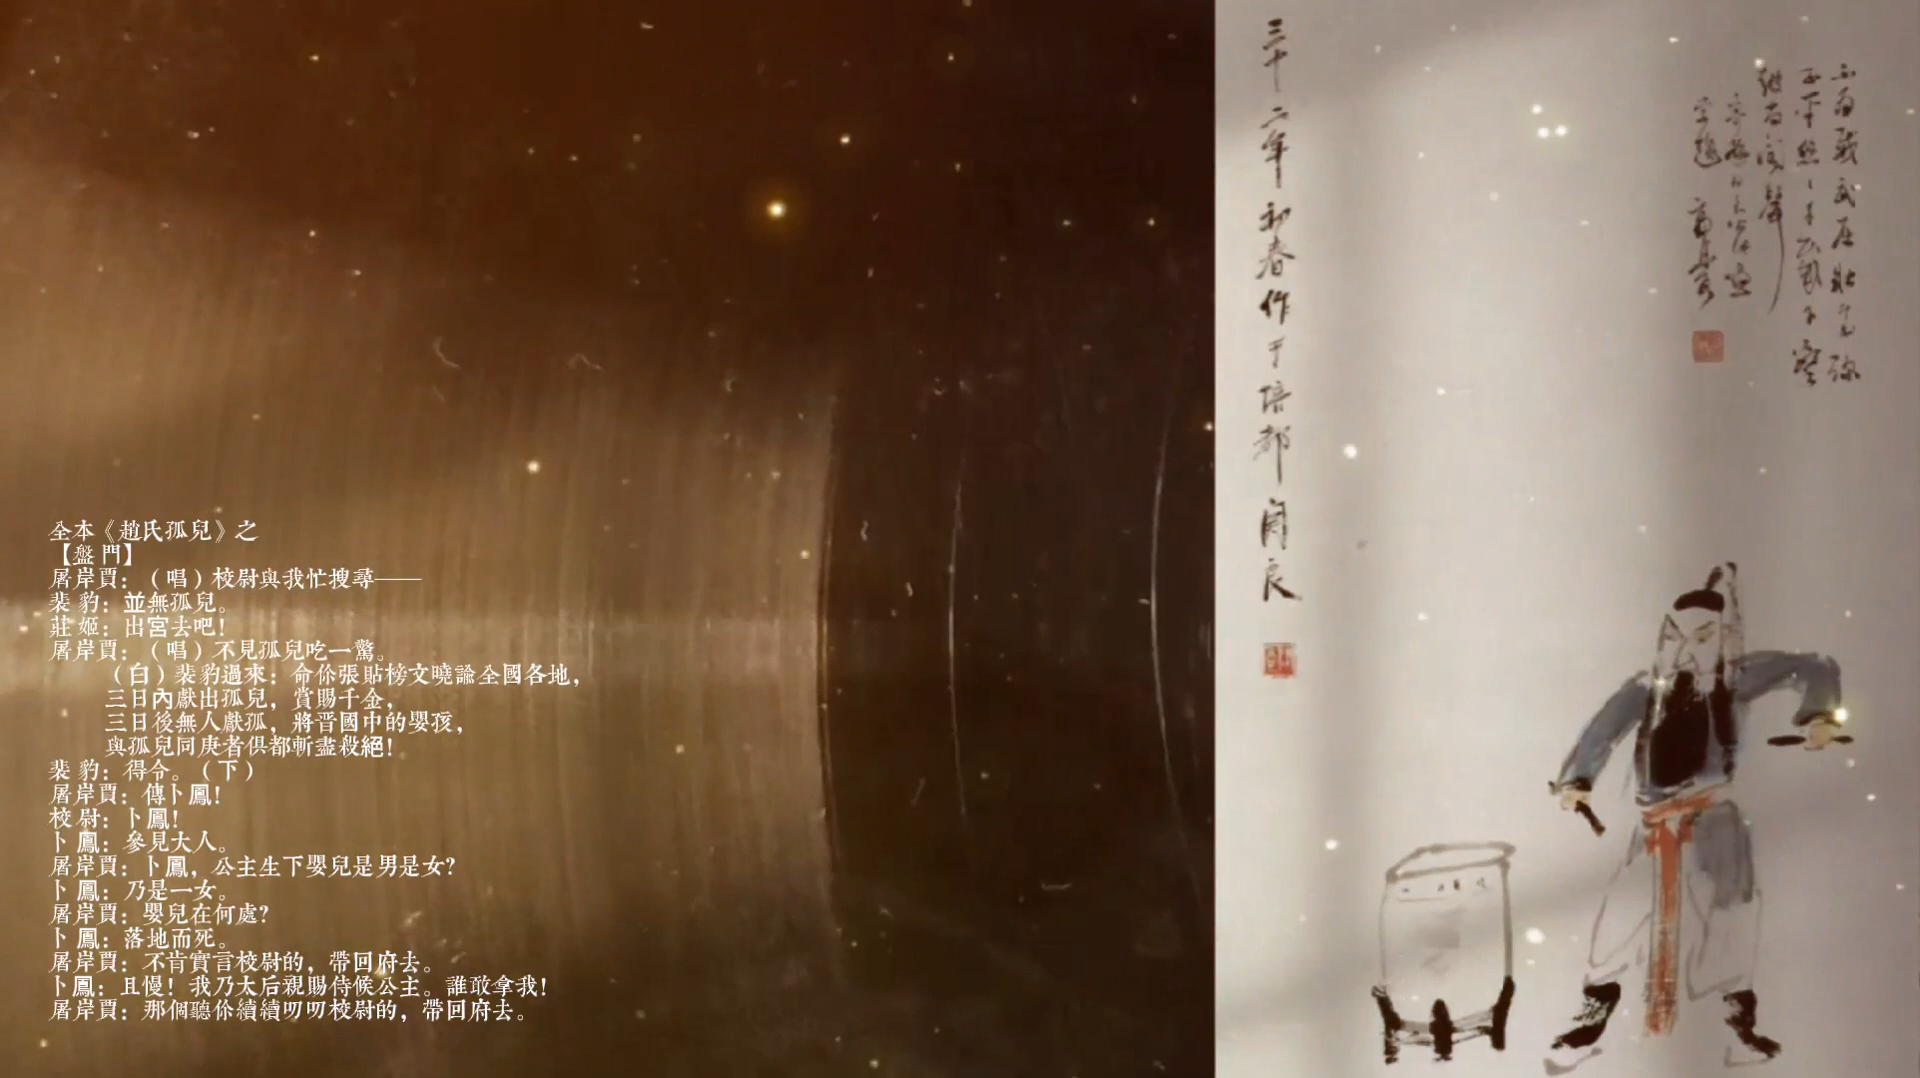 全本《趙氏孤兒》之
【盤 門】
屠岸賈：（唱）校尉與我忙搜尋——
裴 豹：並無孤兒。
莊 姬：出宮去吧！
屠岸賈：（唱）不見孤兒吃一驚。
（白）裴豹過來：命你張貼榜文曉諭全國各地，
三日內獻出孤兒，賞賜千金，
三日後無人獻孤，將晋國中的嬰孩，
與孤兒同庚者俱都斬盡殺絕！
裴 豹：得令。（下）
屠岸賈：傳卜鳳！
校 尉：卜鳳！
卜 鳳：參見大人。
屠岸賈：卜鳳，公主生下嬰兒是男是女？
卜 鳳：乃是一女。
屠岸賈：嬰兒在何處？
卜 鳳：落地而死。
屠岸賈：不肯實言校尉的，帶回府去。
卜鳳：且慢！我乃太后親賜侍候公主。誰敢拿我！
屠岸賈：那個聽你續續叨叨校尉的，帶回府去。
三十二年初春作于陪都關良